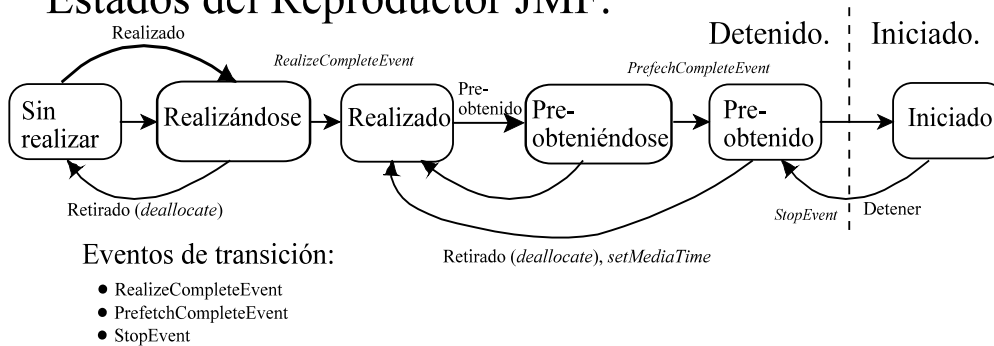 Estados del Reproductor JMF.
Detenido.
Iniciado.
Realizado
RealizeCompleteEvent
PrefechCompleteEvent
Sin
realizar
Realizándose
Realizado
Pre-
obtenido
Pre-
obteniéndose
Pre-
obtenido
Iniciado
Retirado (deallocate)
StopEvent
Detener
Retirado (deallocate), setMediaTime
Eventos de transición:
● RealizeCompleteEvent
● PrefetchCompleteEvent
● StopEvent